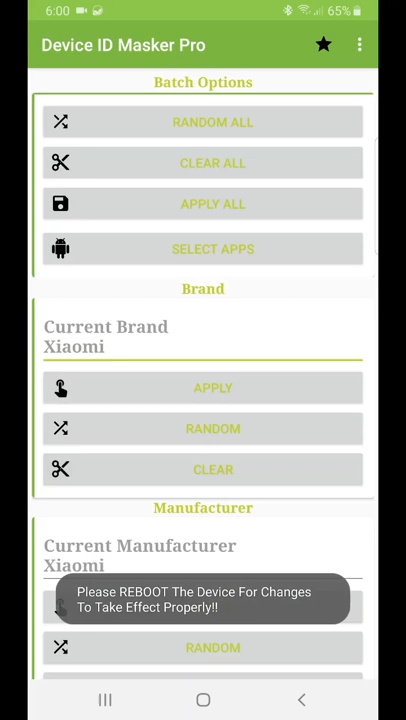 6:00
65%
Device ID Masker Pro
Batch Options
RANDOM ALL
CLEAR ALL
APPLY ALL
SELECT APPS
Brand
Current Brand
Xiaomi
APPLY
RANDOM
CLEAR
Manufacturer
Current Manufacturer
Xiaomi
Please REBOOT The Device For Changes
To Take Effect Properly!!
RANDOM